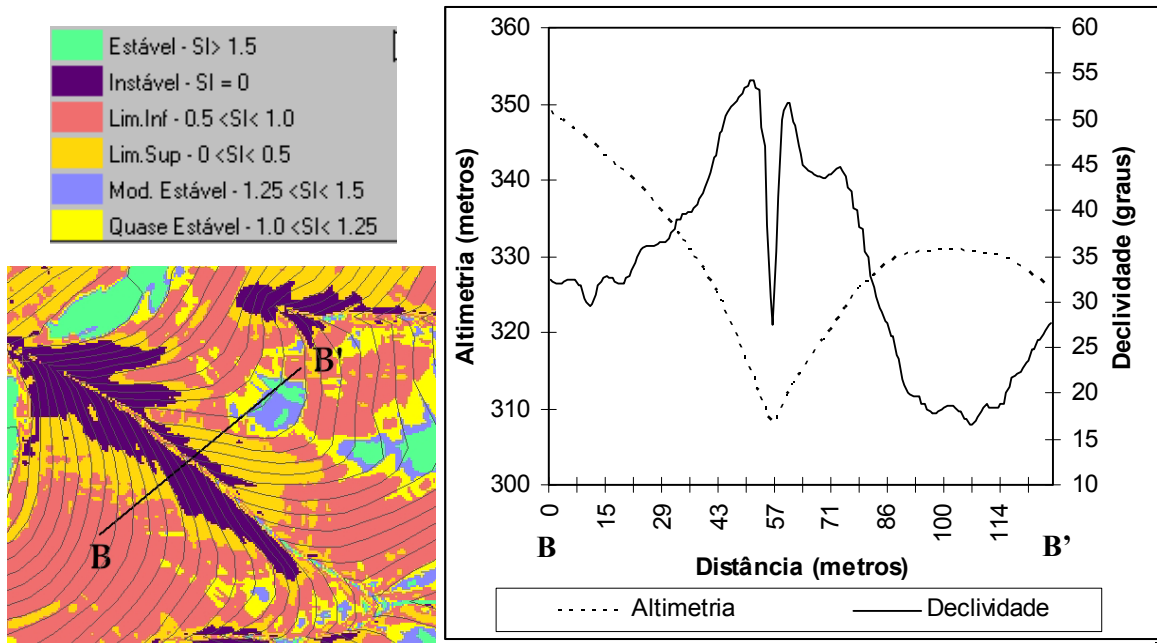 Estável - SI> 1.5
Instável - SI = 0
Lim.Inf - 0.5 <SI< 1.0
Lim.Sup - 0 <SI< 0.5
Mod. Estável - 1.25 <SI< 1.5
Quase Estável - 1.0 <SI< 1.25
B'
B
Altimetria (metros)
360
350
340
330
320
310
300
Declividade (graus)
60
55
50
45
40
35
30
25
20
15
10
0 15 29 43 57 71 86 100 114
B B’
Distância (metros)
Altimetria Declividade